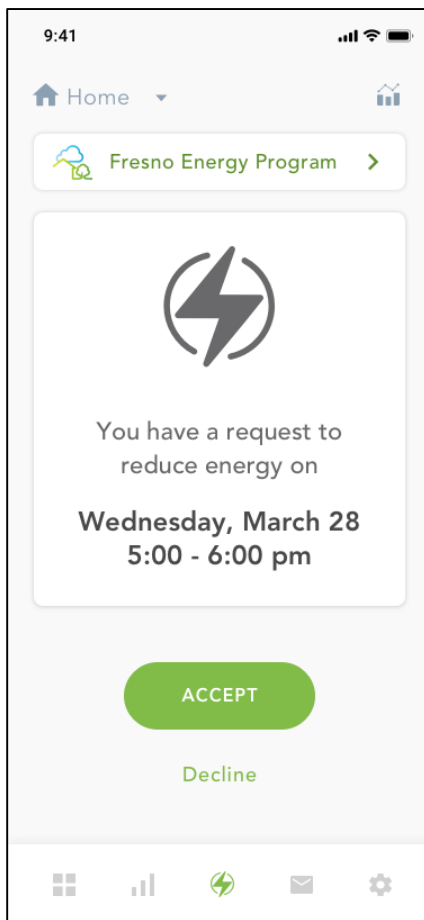 9:41
Home
Fresno Energy Program
You have a request to
reduce energy on
Wednesday, March 28
5:00 - 6:00 pm
ACCEPT
Decline